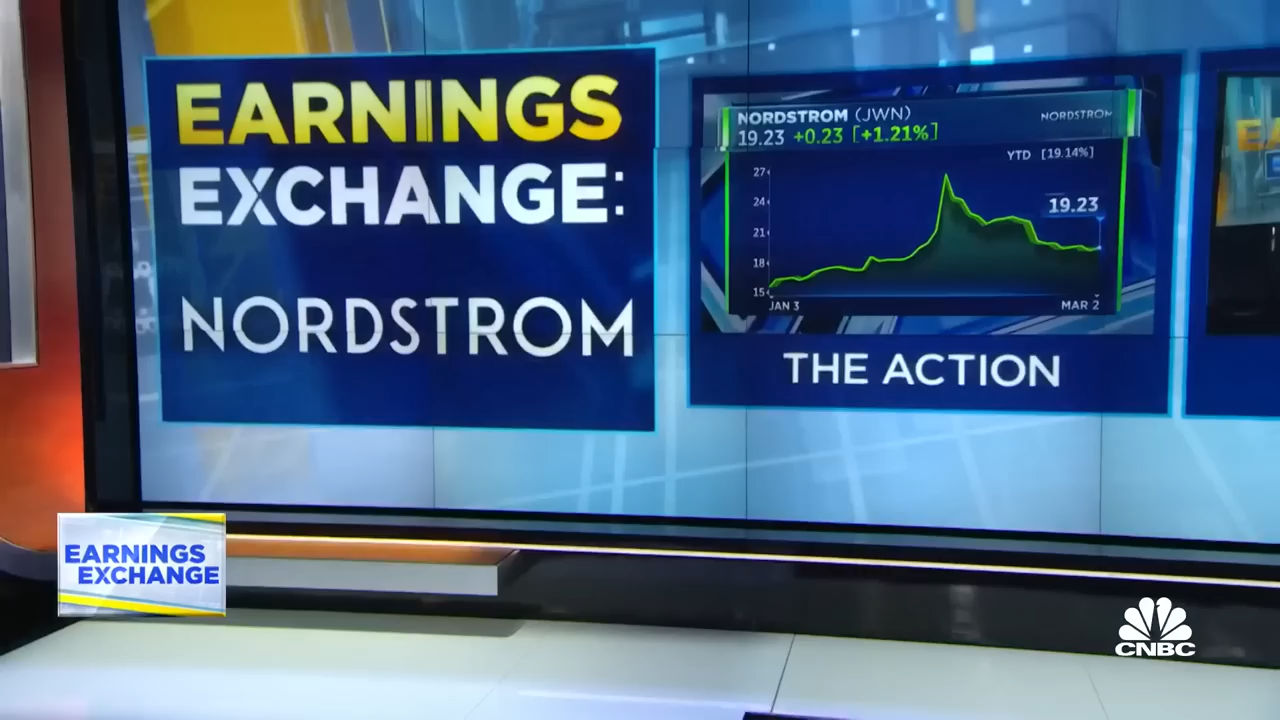 EARNINGS
EXCHANGE:
NORDSTROM
NORDSTROM (JWN)
NORDSTROM
19.23 +0.23 [+1.21%]
YTD [19.14%]
27
24
21
18
15
19.23
JAN 3
MAR 2
THE ACTION
EARNINGS
EXCHANGE
CNBC